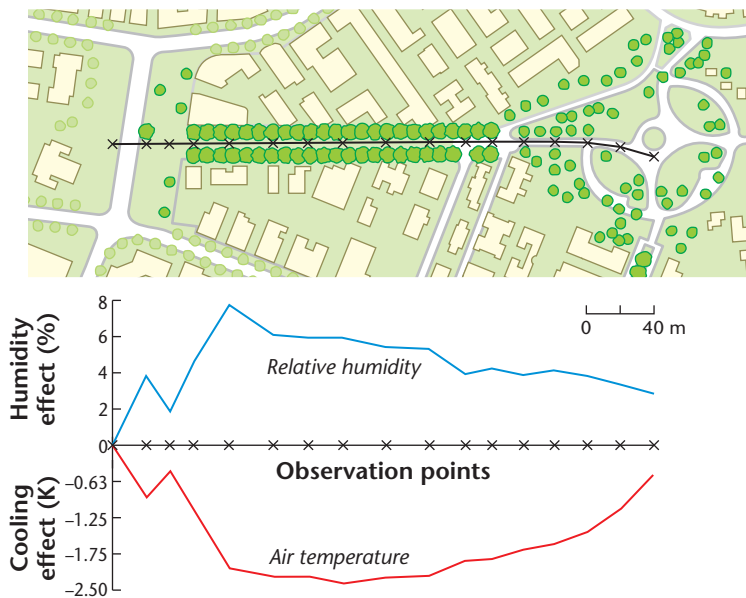 8
6
4
2
0
Humidity
effect (%)
Relative humidity
0 40 m
Observation points
−0.63
−1.25
−1.75
−2.50
Cooling
effect (K)
Air temperature